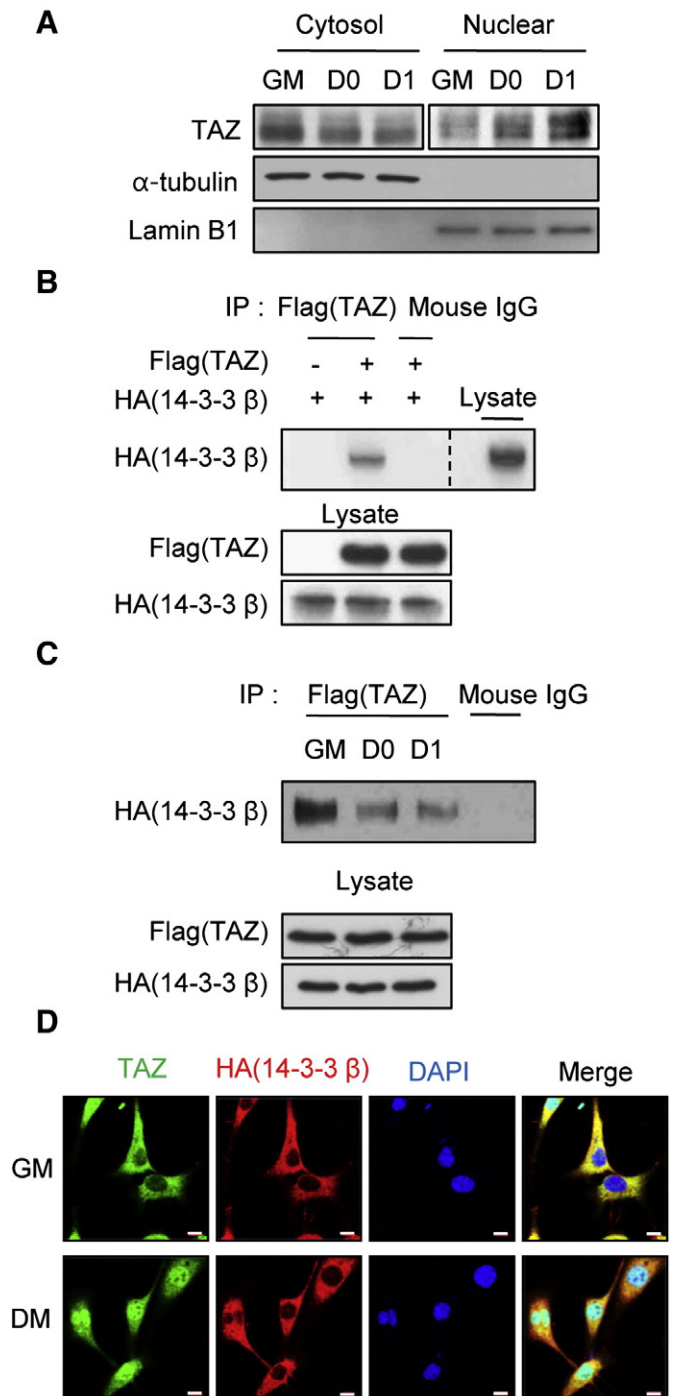 A
Cytosol Nuclear
GM D0 D1 GM D0 D1
TAZ
α-tubulin
Lamin B1
B
IP : Flag(TAZ) Mouse IgG
Flag(TAZ) - + +
HA(14-3-3 β) + + + Lysate
HA(14-3-3 β)
Lysate
Flag(TAZ)
HA(14-3-3 β)
C
IP : Flag(TAZ) Mouse IgG
GM D0 D1
HA(14-3-3 β)
Lysate
Flag(TAZ)
HA(14-3-3 β)
D
TAZ HA(14-3-3 β) DAPI Merge
GM
DM